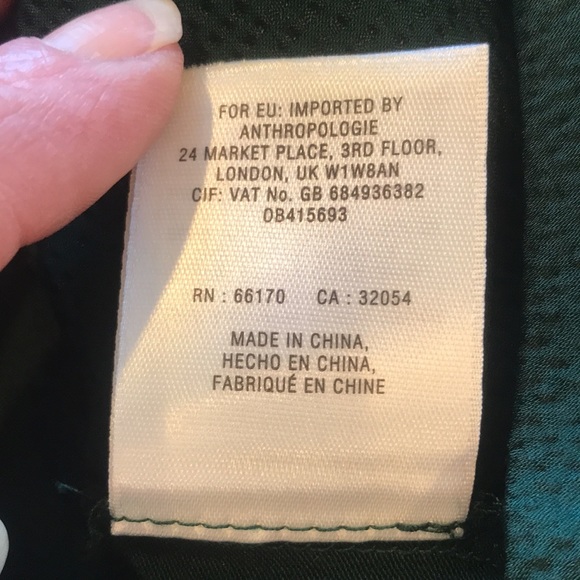 FOR EU: IMPORTED BY
ANTHROPOLOGIE
24 MARKET PLACE, 3RD FLOOR,
LONDON, UK W1W8AN
CIF: VAT No. GB 684936382
0B415693
RN : 66170 CA : 32054
MADE IN CHINA,
HECHO EN CHINA,
FABRIQUÉ EN CHINE